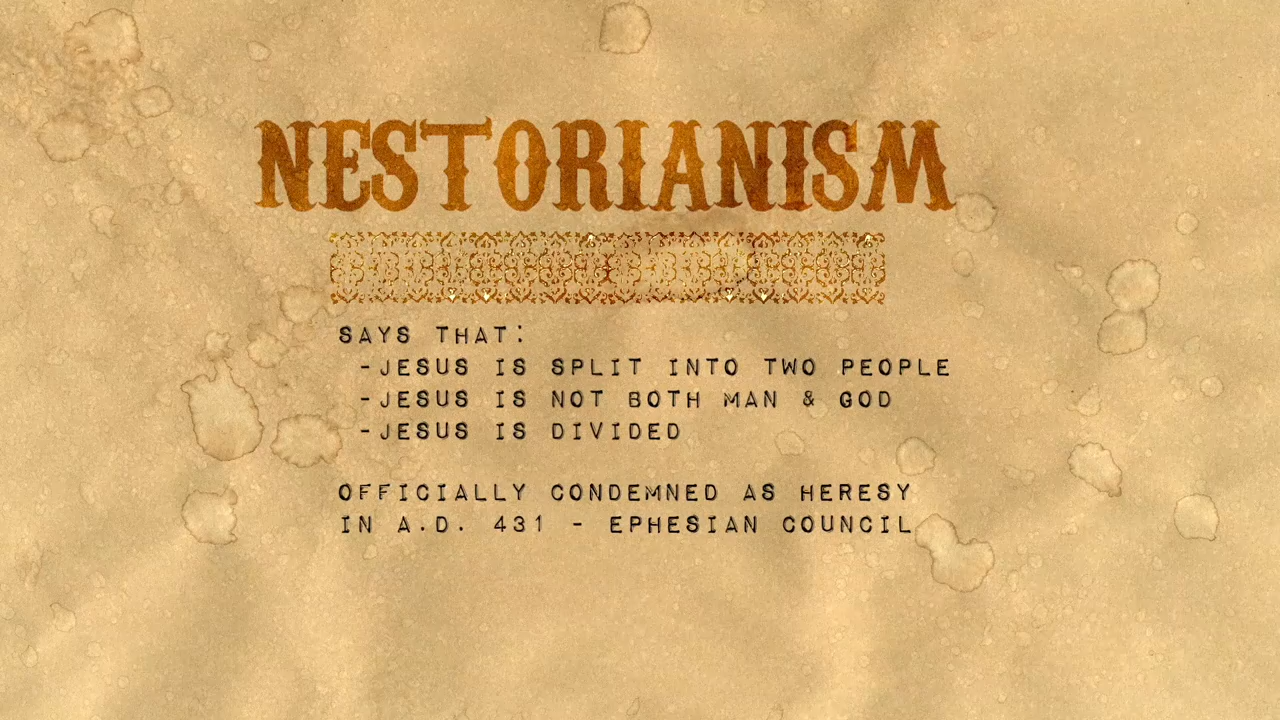 NESTORIANISM
SAYS THAT:
-JESUS IS SPLIT INTO TWO PEOPLE
-JESUS IS NOT BOTH MAN & GOD
-JESUS IS DIVIDED
OFFICIALLY CONDEMNED AS HERESY
IN A.D. 431 - EPHESIAN COUNCIL